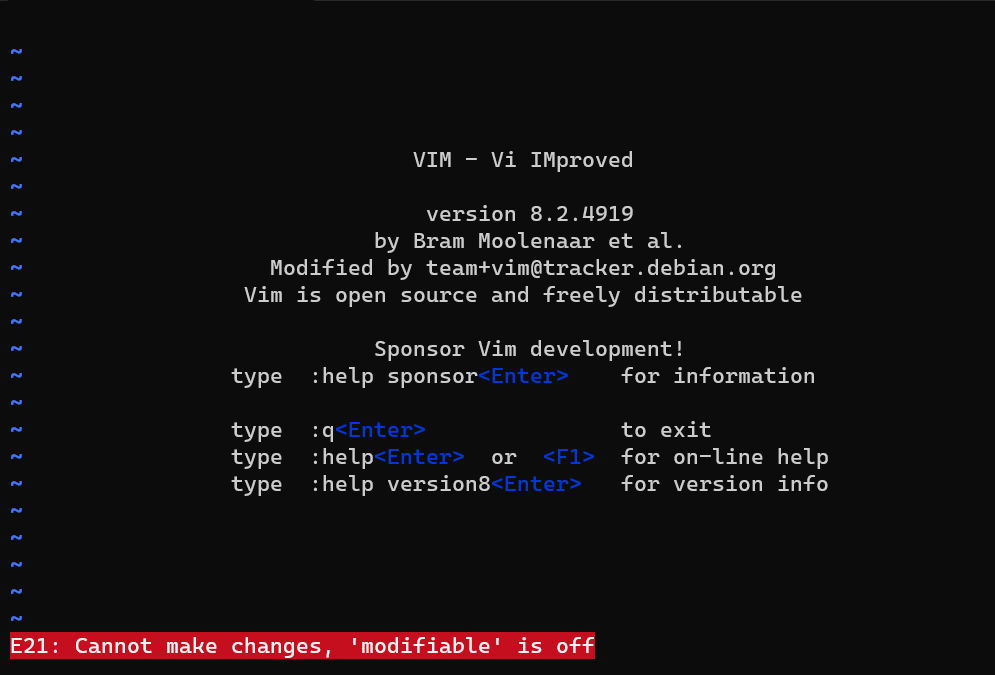 ~
~
~
~
~ VIM - Vi IMproved
~
~ version 8.2.4919
~ by Bram Moolenaar et al.
~ Modified by team+vim@tracker.debian.org
~ Vim is open source and freely distributable
~
~ Sponsor Vim development!
~ type :help sponsor<Enter> for information
~
~ type :q<Enter> to exit
~ type :help<Enter> or <F1> for on-line help
~ type :help version8<Enter> for version info
~
~
~
~
~
E21: Cannot make changes, 'modifiable' is off